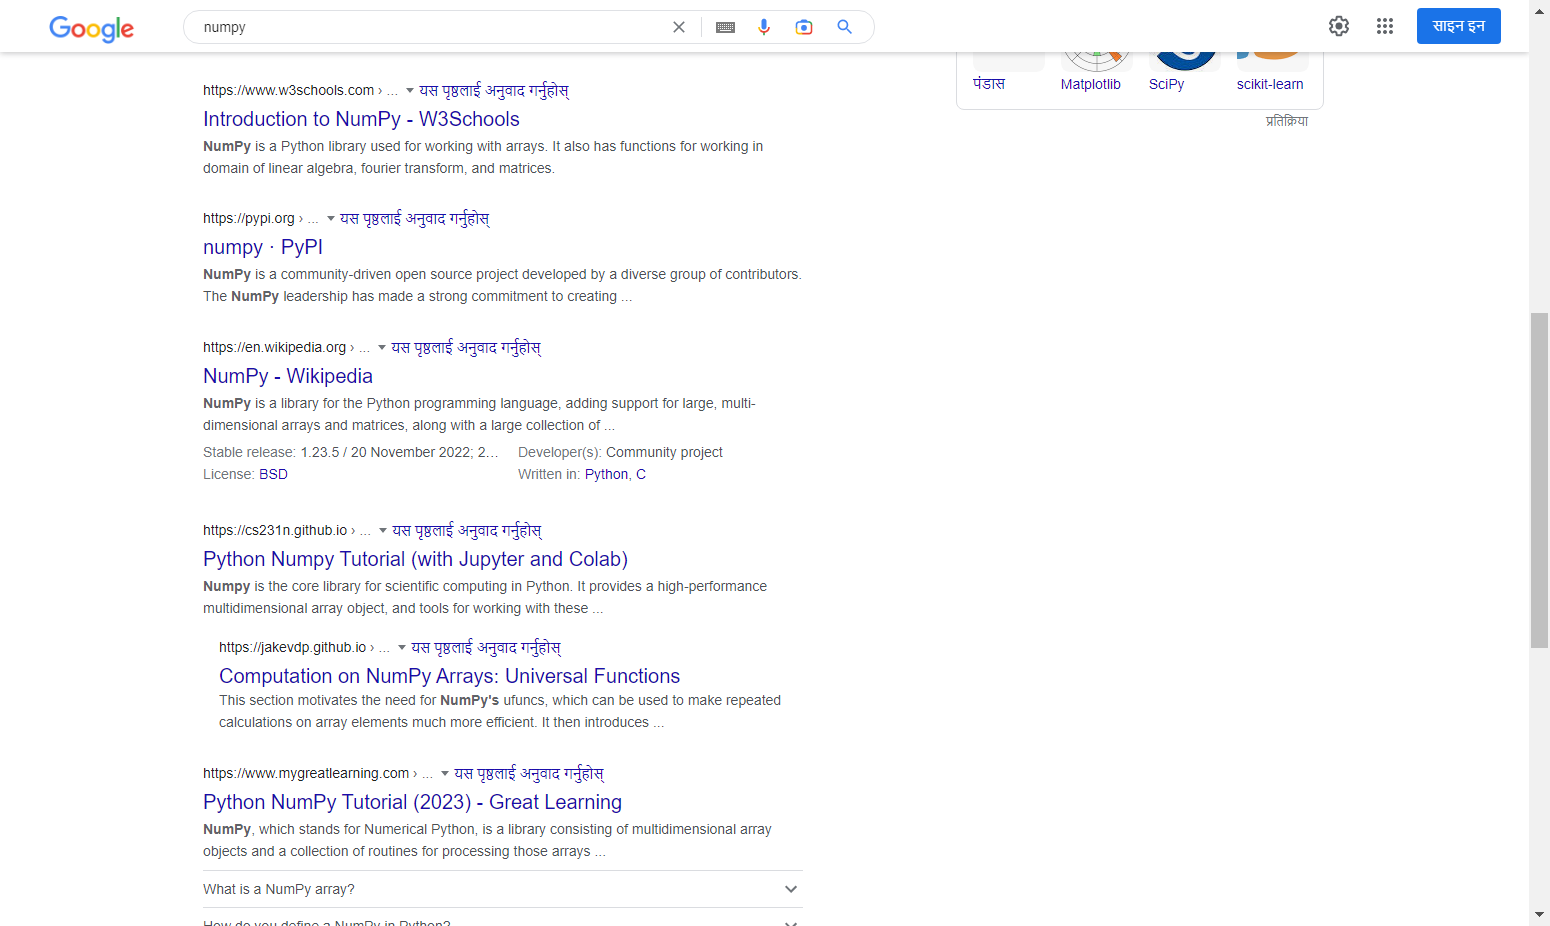 Google
numpy
साइन इन
https://www.w3schools.com › ... यस पृष्ठलाई अनुवाद गर्नुहोस्
Introduction to NumPy - W3Schools
NumPy is a Python library used for working with arrays. It also has functions for working in
domain of linear algebra, fourier transform, and matrices.
https://pypi.org › ... यस पृष्ठलाई अनुवाद गर्नुहोस्
numpy · PyPI
NumPy is a community-driven open source project developed by a diverse group of contributors.
The NumPy leadership has made a strong commitment to creating ...
https://en.wikipedia.org › ... यस पृष्ठलाई अनुवाद गर्नुहोस्
NumPy - Wikipedia
NumPy is a library for the Python programming language, adding support for large, multi-
dimensional arrays and matrices, along with a large collection of ...
Stable release: 1.23.5 / 20 November 2022; 2... Developer(s): Community project
License: BSD Written in: Python, C
https://cs231n.github.io › ... यस पृष्ठलाई अनुवाद गर्नुहोस्
Python Numpy Tutorial (with Jupyter and Colab)
Numpy is the core library for scientific computing in Python. It provides a high-performance
multidimensional array object, and tools for working with these ...
https://jakevdp.github.io › ... यस पृष्ठलाई अनुवाद गर्नुहोस्
Computation on NumPy Arrays: Universal Functions
This section motivates the need for NumPy's ufuncs, which can be used to make repeated
calculations on array elements much more efficient. It then introduces ...
https://www.mygreatlearning.com › ... यस पृष्ठलाई अनुवाद गर्नुहोस्
Python NumPy Tutorial (2023) - Great Learning
NumPy, which stands for Numerical Python, is a library consisting of multidimensional array
objects and a collection of routines for processing those arrays ...
What is a NumPy array?
How do you define a NumPy in Python?
पंडास Matplotlib SciPy scikit-learn
प्रतिक्रिया